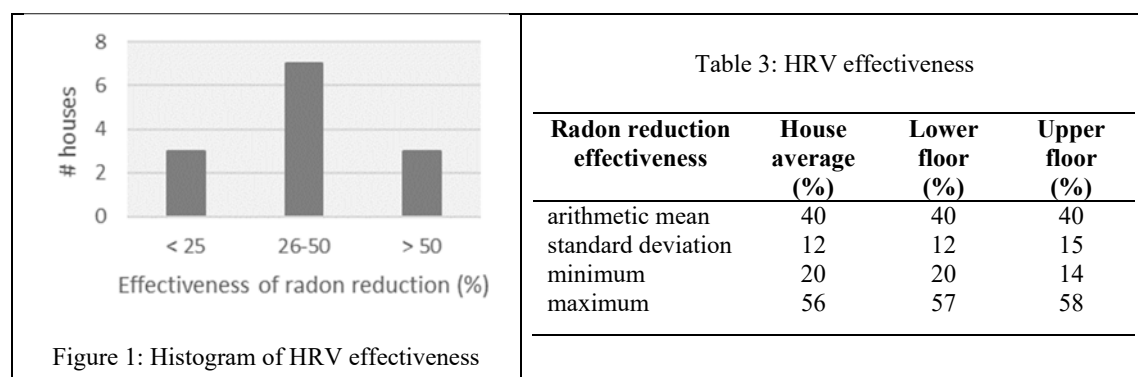 8
6
4
2
0
# houses
< 25 26-50 > 50
Effectiveness of radon reduction (%)
Figure 1: Histogram of HRV effectiveness
Table 3: HRV effectiveness
Radon reduction House Lower Upper
effectiveness average floor floor
(%) (%) (%)
arithmetic mean 40 40 40
standard deviation 12 12 15
minimum 20 20 14
maximum 56 57 58